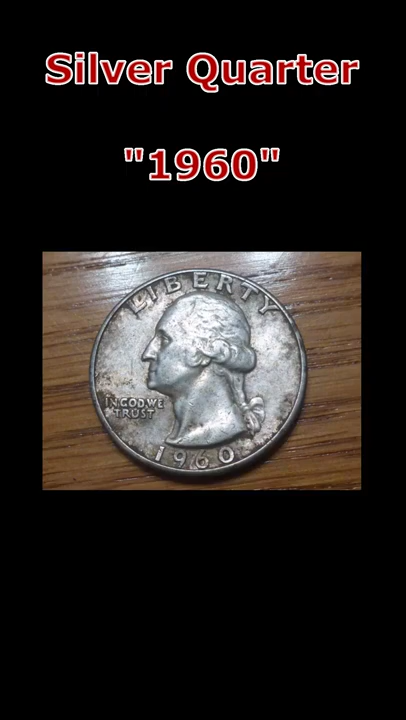 Silver Quarter
"1960"
LIBERTY
IN GOD WE
TRUST
1960